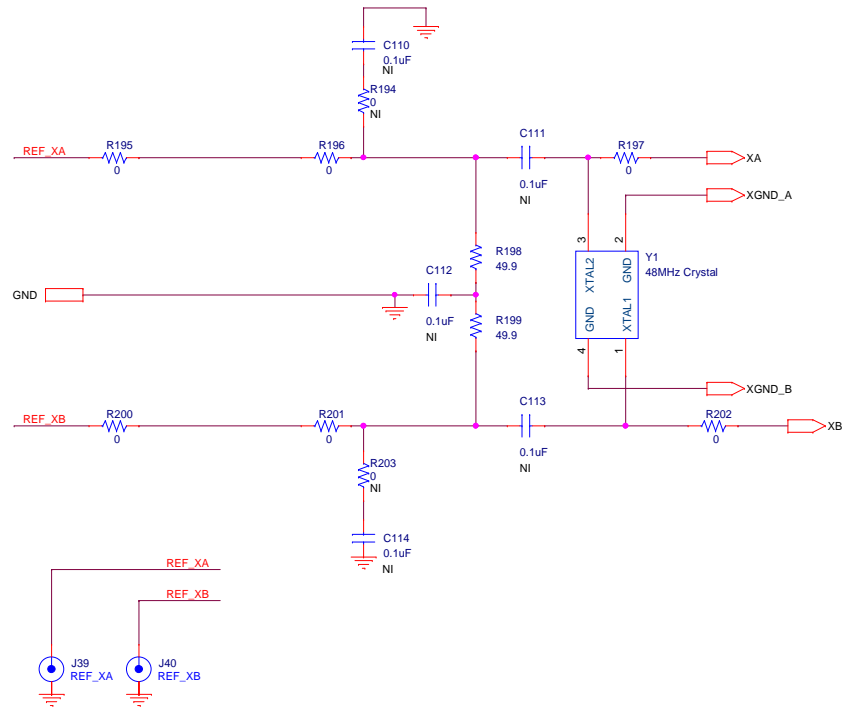 C110
0.1uF
NI
R194
0
NI
REF_XA
R195
0
R196
0
C111
0.1uF
NI
R197
0
XA
XGND_A
3
2
XTAL2
GND
GND
XTAL1
4
1
Y1
48MHz Crystal
R198
49.9
C112
0.1uF
NI
GND
R199
49.9
XGND_B
REF_XB
R200
0
R201
0
C113
0.1uF
NI
R202
0
XB
R203
0
NI
C114
0.1uF
NI
REF_XA
REF_XB
J39
REF_XA
J40
REF_XB